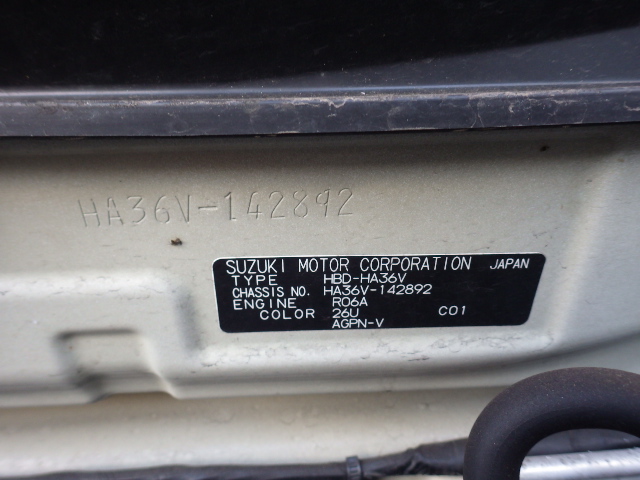 HA36V-142892
SUZUKI MOTOR CORPORATION JAPAN
TYPE HBD-HA36V
CHASSIS NO. HA36V-142892
ENGINE R06A
COLOR 26U C01
AGPN-V